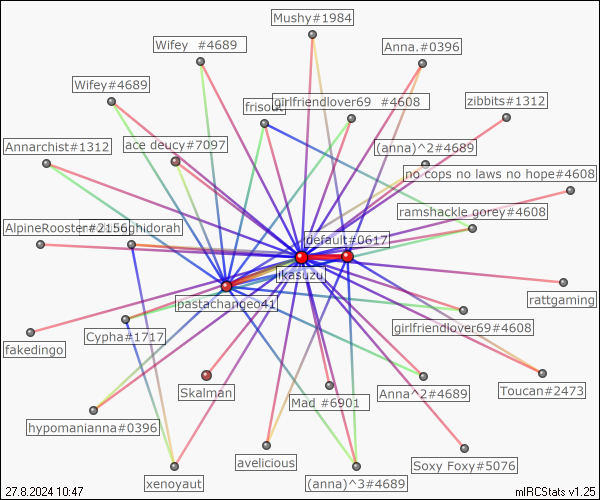 Mushy#1984
Wifey #4689
Anna.#0396
Wifey#4689
girlfriendlover69 #4608
zibbits#1312
frisout
Annarchist#1312
ace deucy#7097
(anna)^2#4689
no cops no laws no hope#4608
ramshackle gorey#4608
AlpineRooster#2156
ghidorah
default#0617
ikasuzu
pastachangeo41
rattgaming
girlfriendlover69#4608
fakedingo
Cypha#1717
Skalman
Mad #6901
Anna^2#4689
Toucan#2473
hypomanianna#0396
avelicious
Soxy Foxy#5076
xenoyaut
(anna)^3#4689
27.8.2024 10:47
mIRCStats v1.25